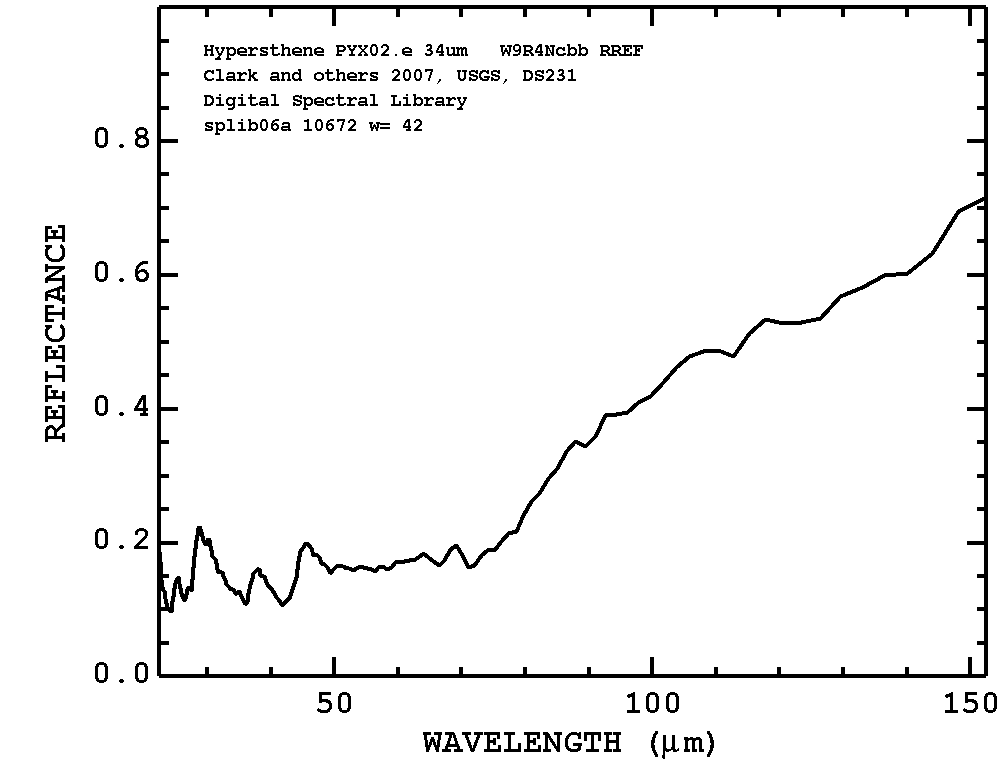 Hypersthene PYX02.e 34um W9R4Ncbb RREF
Clark and others 2007, USGS, DS231
Digital Spectral Library
splib06a 10672 w= 42
0.8
0.6
0.4
0.2
0.0
REFLECTANCE
50 100 150
WAVELENGTH (μm)